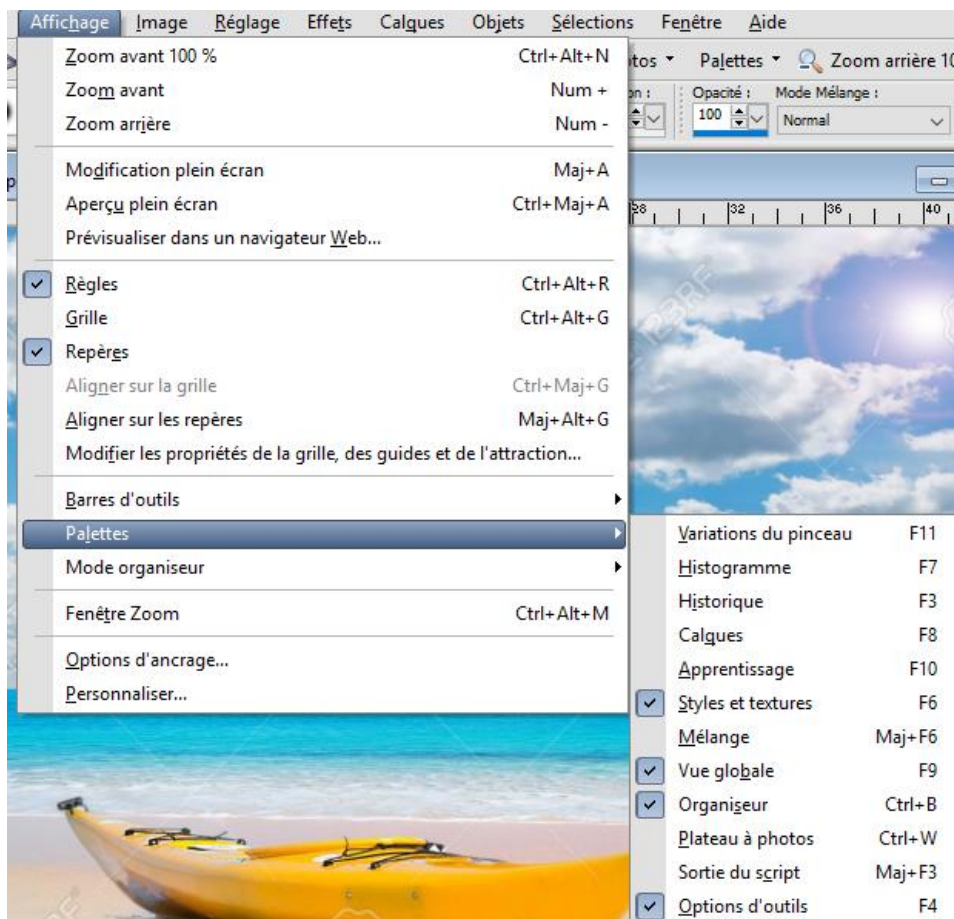 Affichage Image Réglage Effets Calques Objets Sélections Fenêtre Aide
Zoom avant 100 % Ctrl+Alt+N
Zoom avant Num +
Zoom arrière Num -
Modification plein écran Maj+A
Aperçu plein écran Ctrl+Maj+A
Prévisualiser dans un navigateur Web...
Règles Ctrl+Alt+R
Grille Ctrl+Alt+G
Repères
Aligner sur la grille Ctrl+Maj+G
Aligner sur les repères Maj+Alt+G
Modifier les propriétés de la grille, des guides et de l'attraction...
Barres d'outils
Palettes
Mode organiseur
Fenêtre Zoom Ctrl+Alt+M
Options d'ancrage...
Personnaliser...
tos Palettes Zoom arrière 10
on : Opacité : Mode Mélange :
100 Normal
28 32 36 40
123RF
Variations du pinceau F11
Histogramme F7
Historique F3
Calques F8
Apprentissage F10
Styles et textures F6
Mélange Maj+F6
Vue globale F9
Organiseur Ctrl+B
Plateau à photos Ctrl+W
Sortie du script Maj+F3
Options d'outils F4